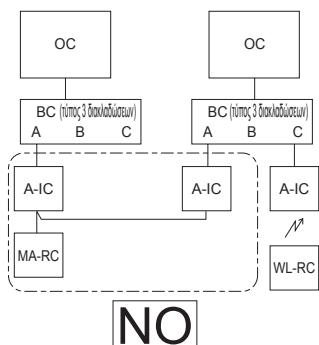 OC OC
BC (τύπος 3 διακλαδώσεων) BC (τύπος 3 διακλαδώσεων)
A B C A B C
A-IC A-IC A-IC
MA-RC WL-RC
NO